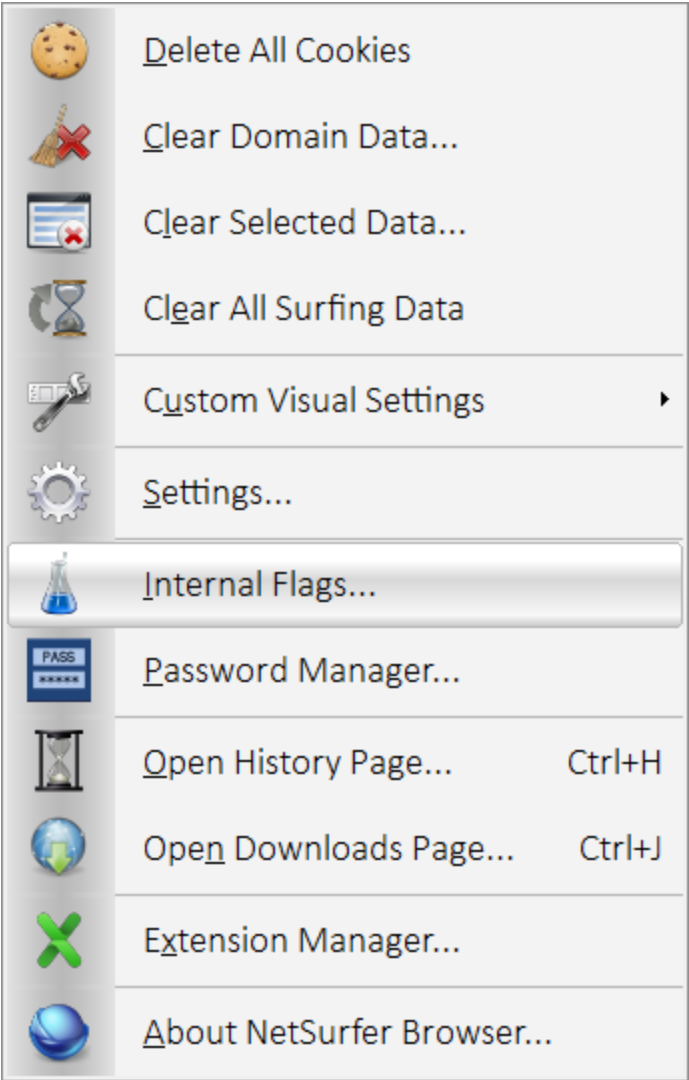 Delete All Cookies
Clear Domain Data...
Clear Selected Data...
Clear All Surfing Data
Custom Visual Settings
Settings...
Internal Flags...
PASS
*****
Password Manager...
Open History Page... Ctrl+H
Open Downloads Page... Ctrl+J
Extension Manager...
About NetSurfer Browser...